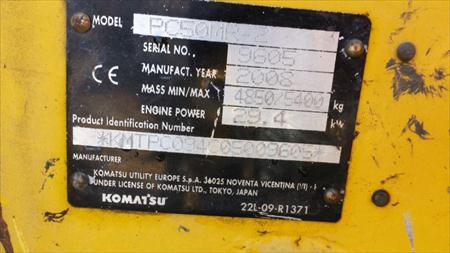 MODEL PC50MR-2
SERIAL NO. 9605
MANUFACT. YEAR 2008
MASS MIN/MAX 4850/5400 kg
ENGINE POWER 29.4 kW
Product Identification Number
*KMTPC094C05009605*
MANUFACTURER
KOMATSU UTILITY EUROPE S.p.A. 36025 NOVENTA VICENTINA (VI) -
UNDER LICENSE OF KOMATSU LTD., TOKYO, JAPAN
KOMATSU
22L-09-R1371
CE